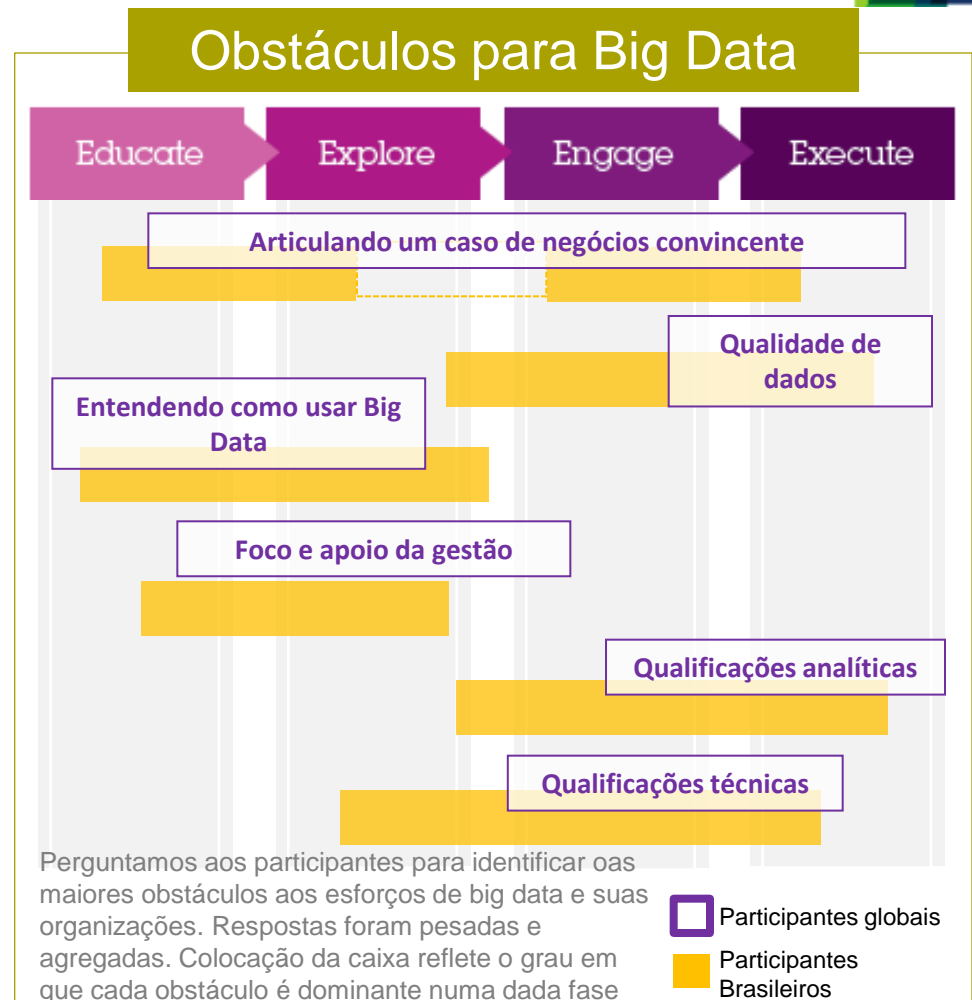 Obstáculos para Big Data
Educate
Explore
Engage
Execute
Articulando um caso de negócios convincente
Qualidade de
dados
Entendendo como usar Big
Data
Foco e apoio da gestão
Qualificações analíticas
Qualificações técnicas
Perguntamos aos participantes para identificar oas
maiores obstáculos aos esforços de big data e suas
organizações. Respostas foram pesadas e
agregadas. Colocação da caixa reflete o grau em
que cada obstáculo é dominante numa dada fase
Participantes globais
Participantes
Brasileiros